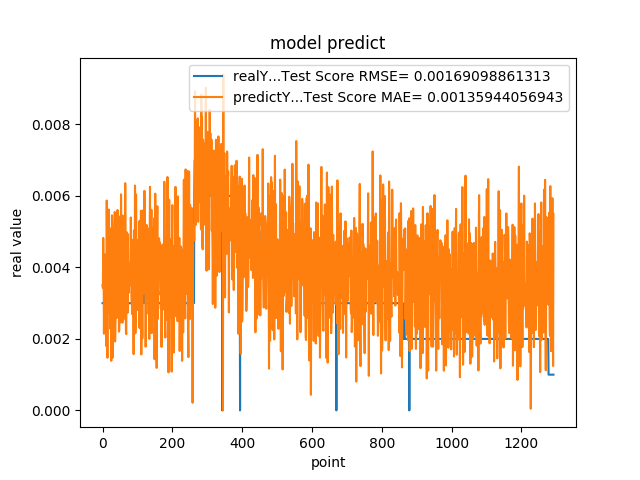 model predict
realY...Test Score RMSE= 0.00169098861313
predictY...Test Score MAE= 0.00135944056943
0.008
0.006
0.004
0.002
0.000
real value
0 200 400 600 800 1000 1200
point